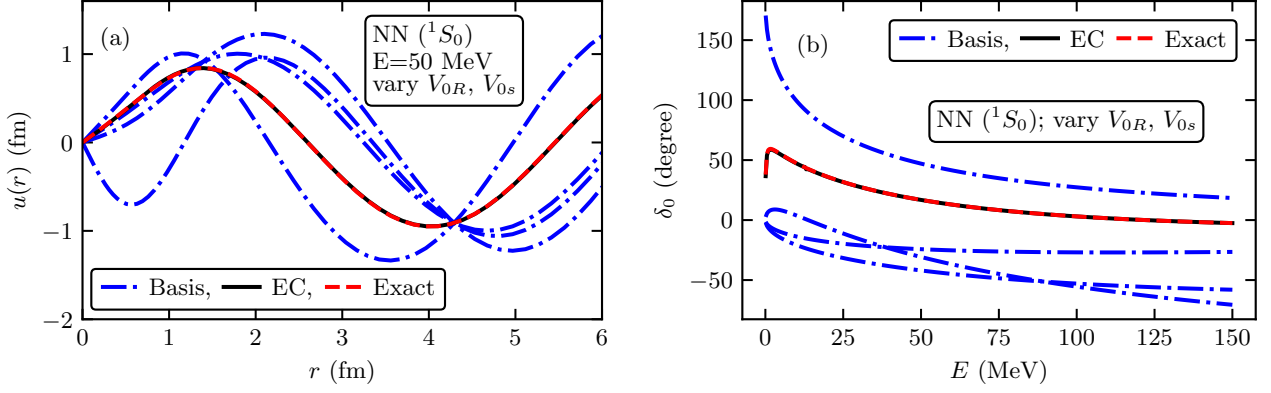 (a)
NN (¹S₀)
E=50 MeV
vary V₀R, V₀s
1
0
−1
−2
u(r) (fm)
Basis, EC, Exact
0 1 2 3 4 5 6
r (fm)
(b)
Basis, EC Exact
NN (¹S₀); vary V₀R, V₀s
150
100
50
0
−50
δ₀ (degree)
0 25 50 75 100 125 150
E (MeV)